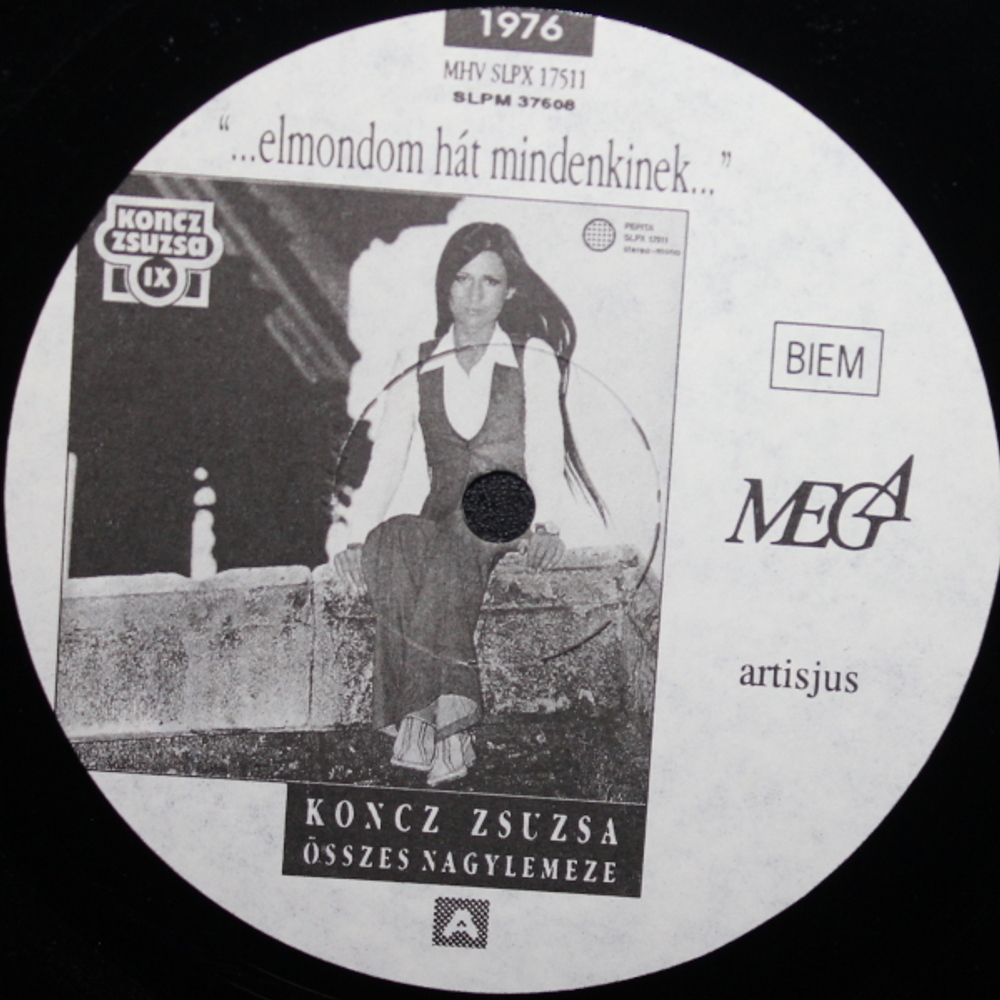 1976
MHV SLPX 17511
SLPM 37608
“...elmondom hát mindenkinek...”
KONCZ
ZSUZSA
IX
PEPITA
SLPX 17511
stereo-mono
BIEM
MEGA
artisjus
KONCZ ZSUZSA
ÖSSZES NAGYLEMEZE
A